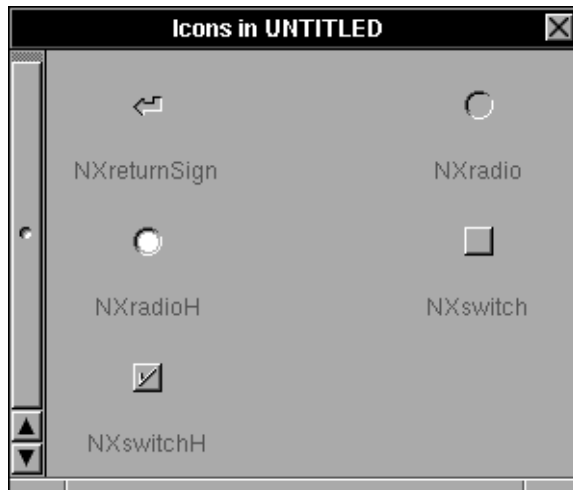 Icons in UNTITLED
NXreturnSign
NXradio
NXradioH
NXswitch
NXswitchH